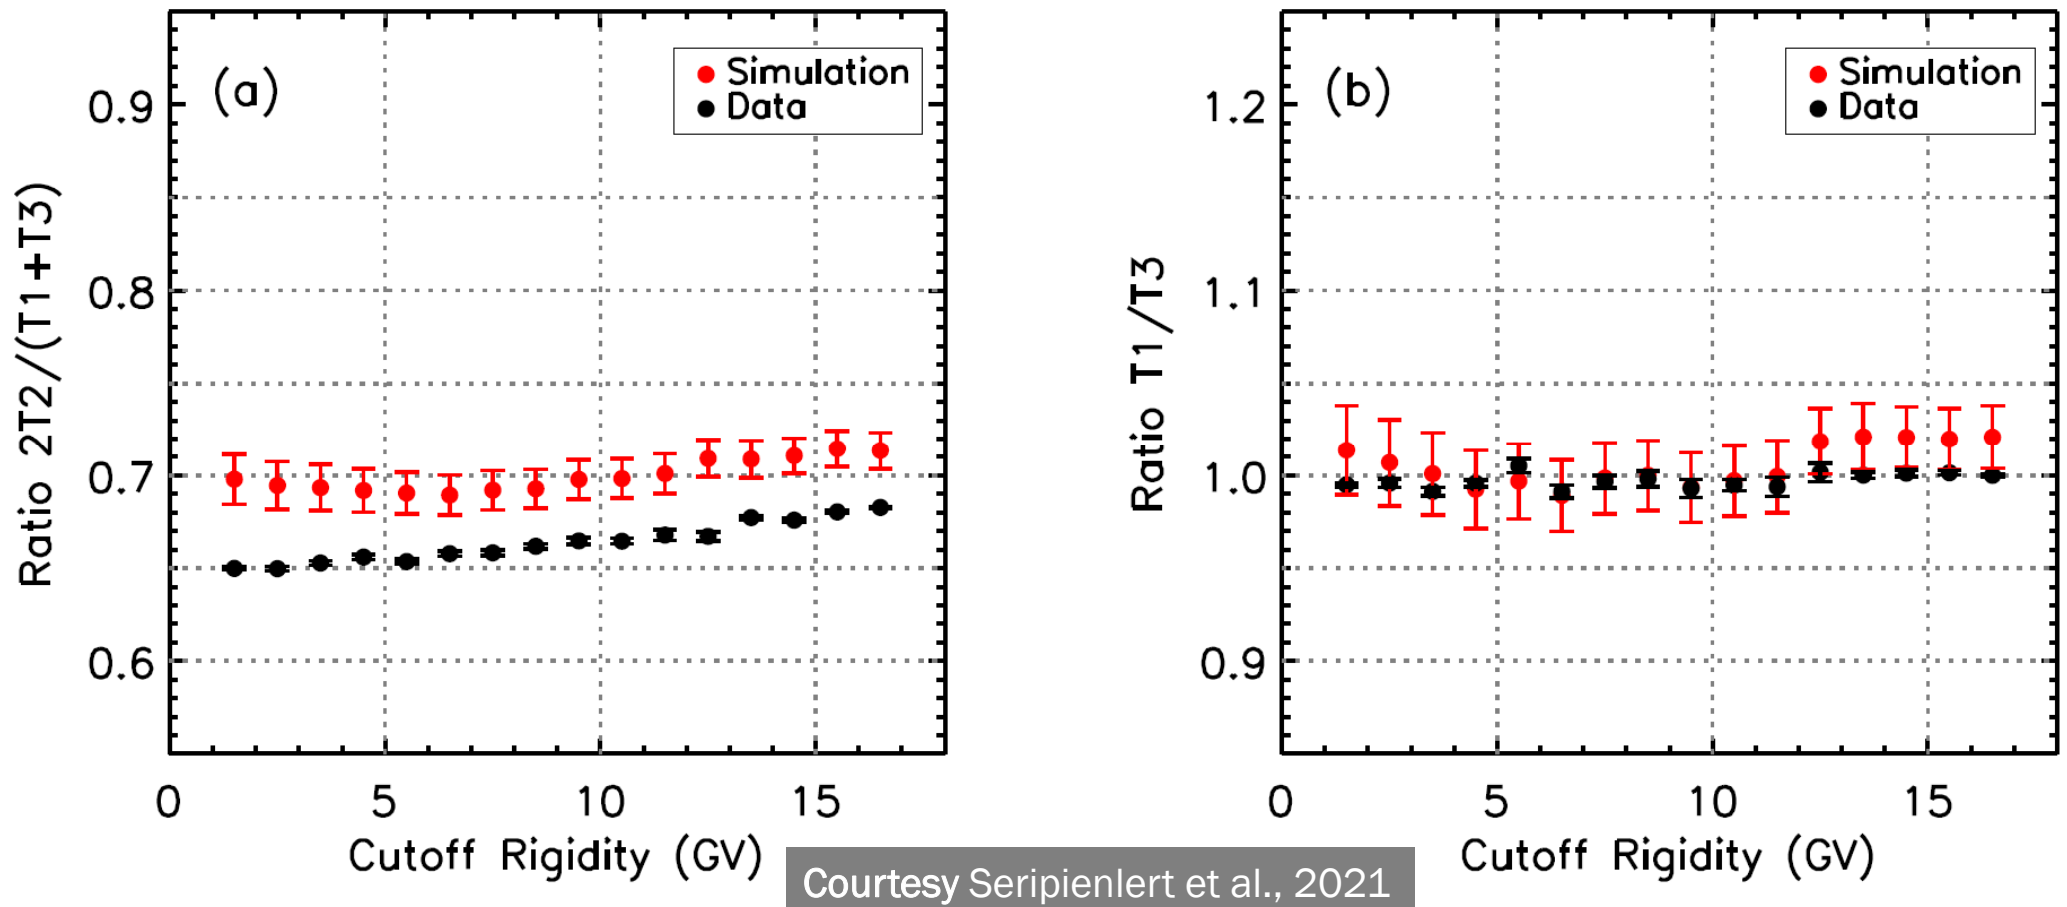 (a)
Simulation
Data
Ratio 2T2/(T1+T3)
0.9
0.8
0.7
0.6
0
5
10
15
Cutoff Rigidity (GV)
(b)
Simulation
Data
Ratio T1/T3
1.2
1.1
1.0
0.9
0
5
10
15
Cutoff Rigidity (GV)
Courtesy Seripienlert et al., 2021